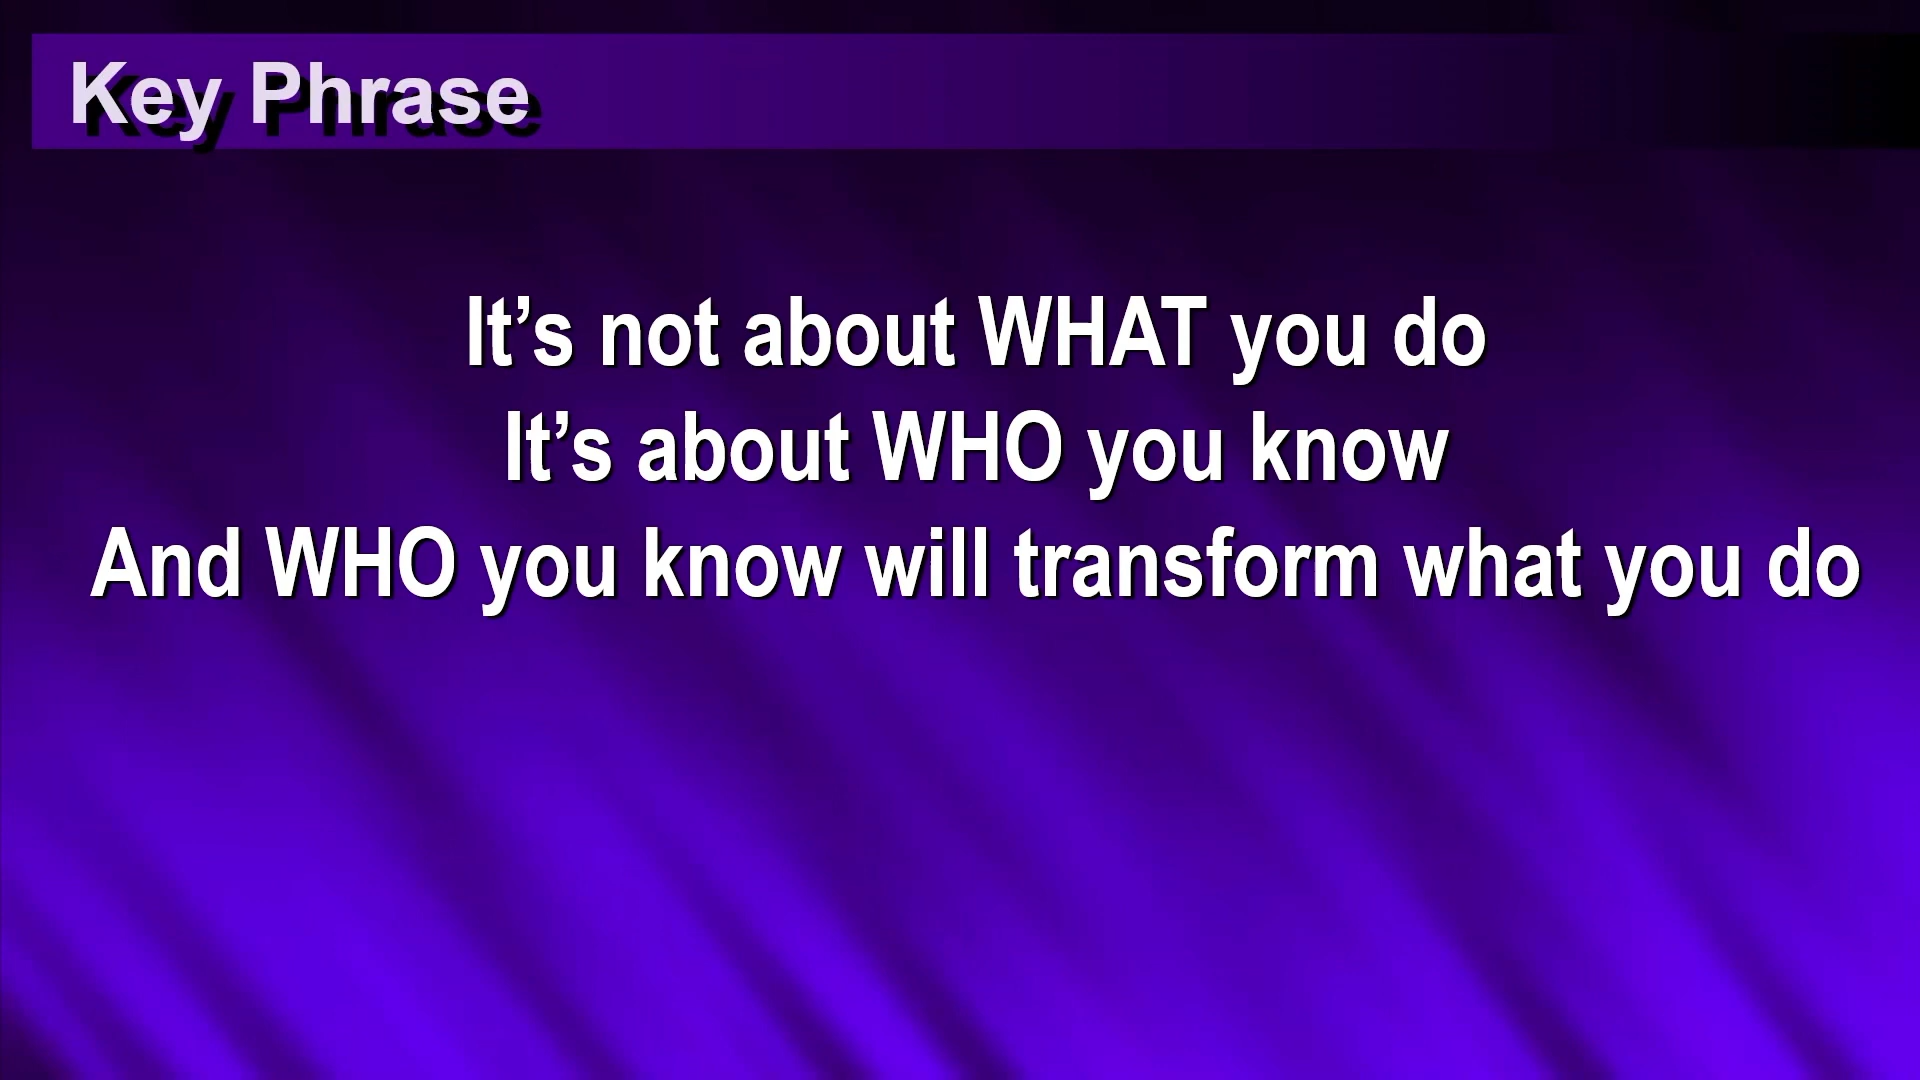 Key Phrase
It’s not about WHAT you do
It’s about WHO you know
And WHO you know will transform what you do